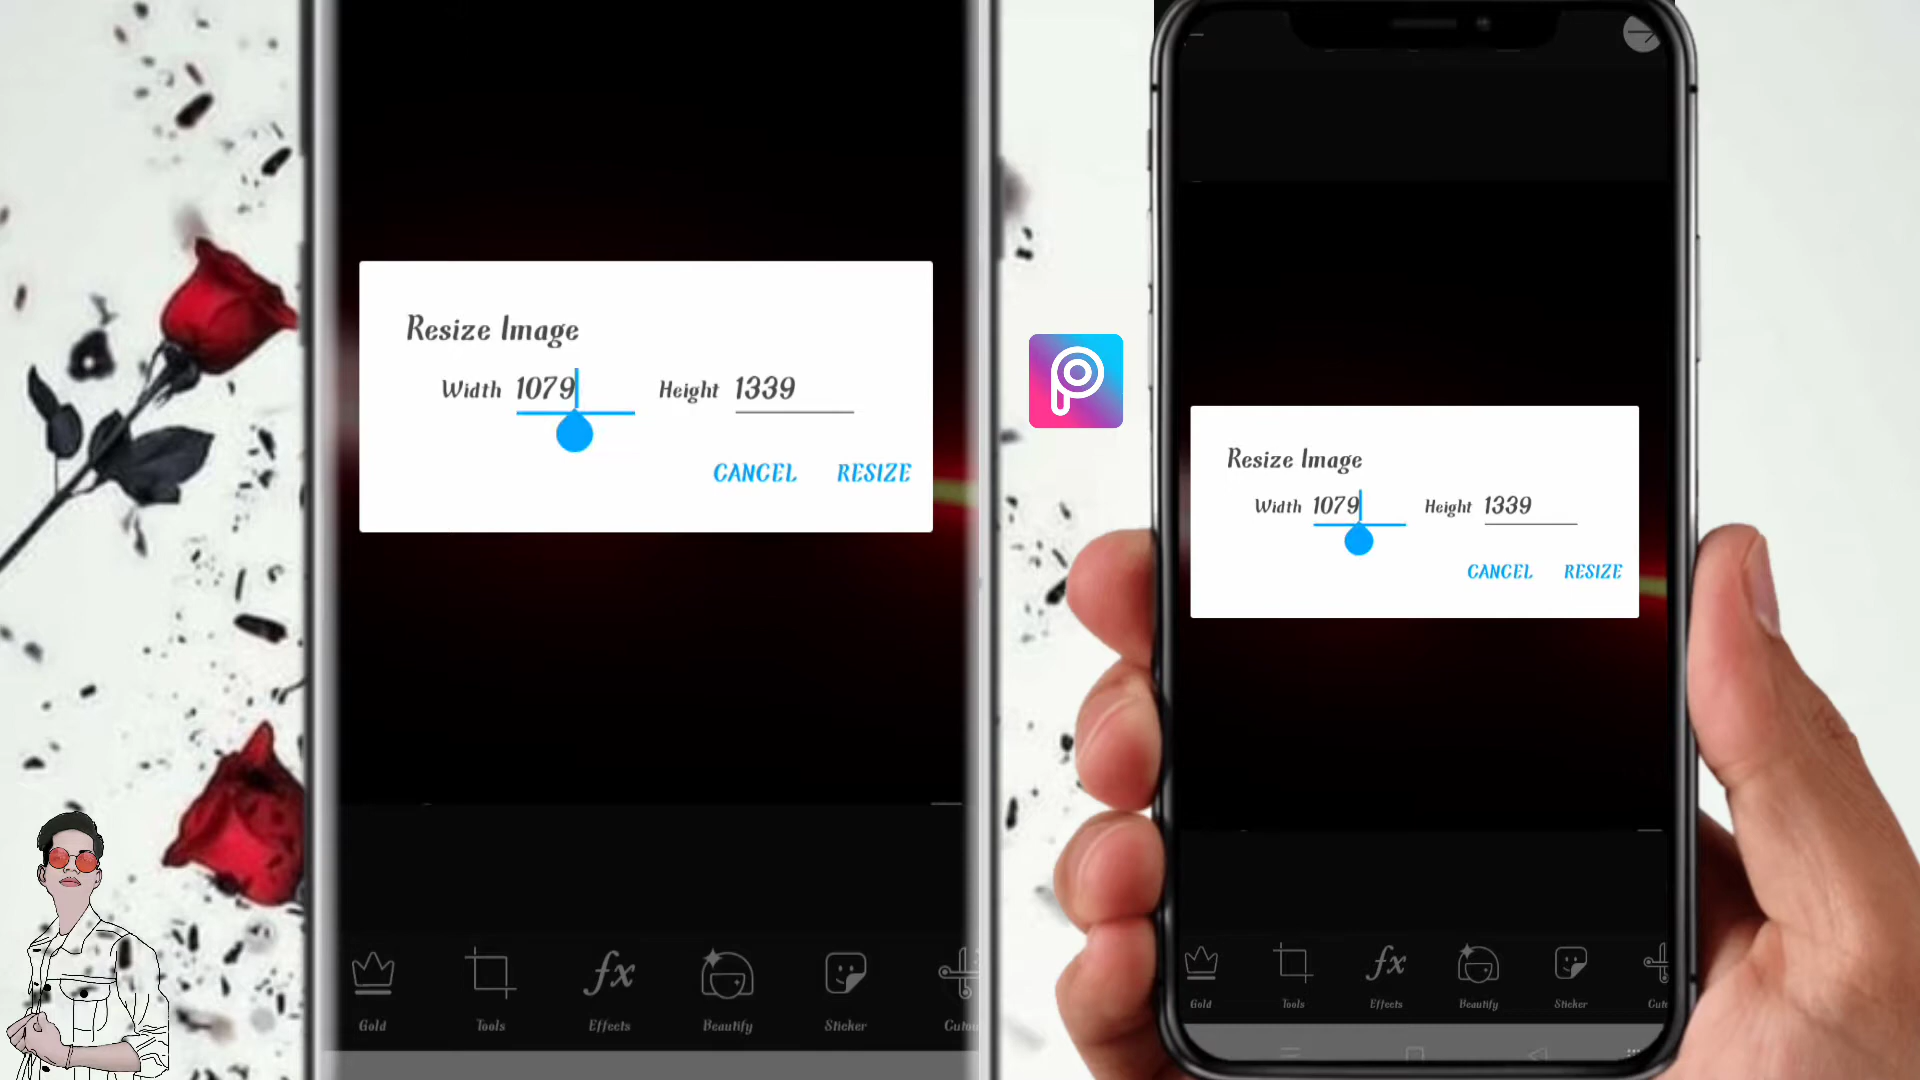 Resize Image
Width 1079 Height 1339
CANCEL RESIZE
Gold Tools Effects Beautify Sticker
Resize Image
Width 1079 Height 1339
CANCEL RESIZE
Gold Tools Effects Beautify Sticker